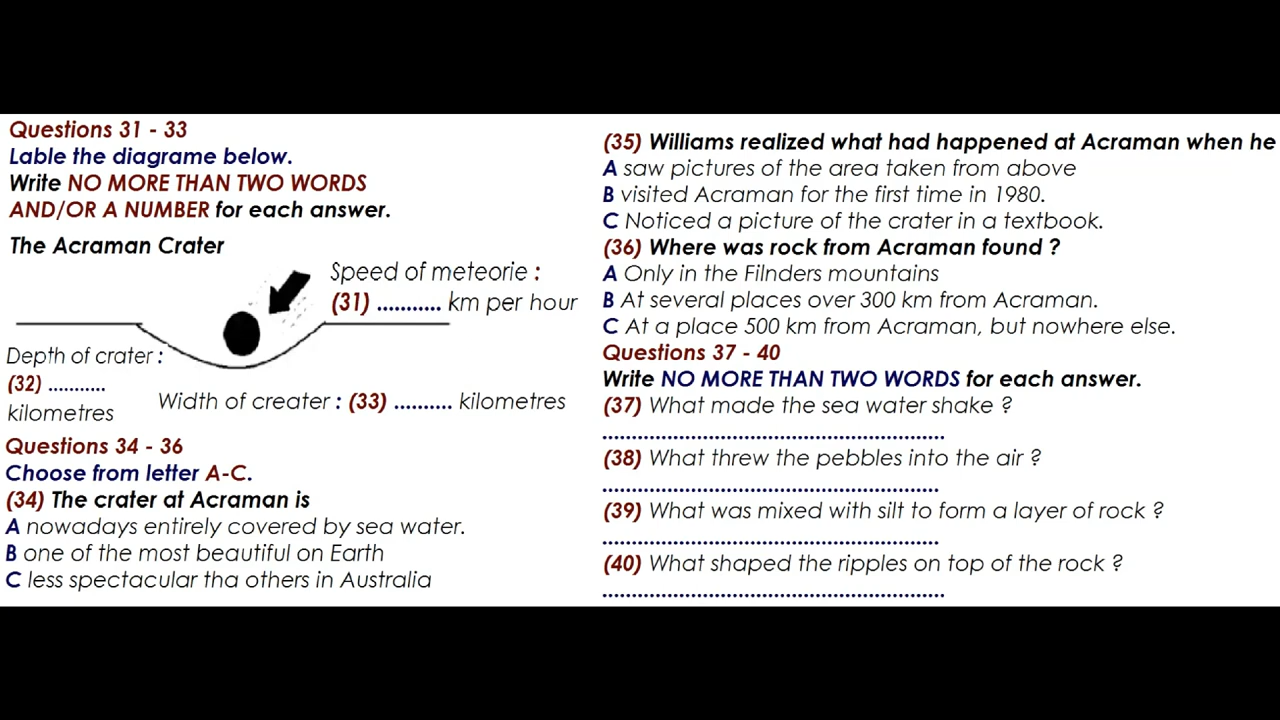 Questions 31 - 33
Lable the diagrame below.
Write NO MORE THAN TWO WORDS
AND/OR A NUMBER for each answer.
The Acraman Crater
Speed of meteorie :
(31) ........... km per hour
Depth of crater :
(32) ...........
kilometres
Width of creater : (33) .......... kilometres
Questions 34 - 36
Choose from letter A-C.
(34) The crater at Acraman is
A nowadays entirely covered by sea water.
B one of the most beautiful on Earth
C less spectacular tha others in Australia
(35) Williams realized what had happened at Acraman when he
A saw pictures of the area taken from above
B visited Acraman for the first time in 1980.
C Noticed a picture of the crater in a textbook.
(36) Where was rock from Acraman found ?
A Only in the Filnders mountains
B At several places over 300 km from Acraman.
C At a place 500 km from Acraman, but nowhere else.
Questions 37 - 40
Write NO MORE THAN TWO WORDS for each answer.
(37) What made the sea water shake ?
..........................................................
(38) What threw the pebbles into the air ?
.........................................................
(39) What was mixed with silt to form a layer of rock ?
.........................................................
(40) What shaped the ripples on top of the rock ?
..........................................................